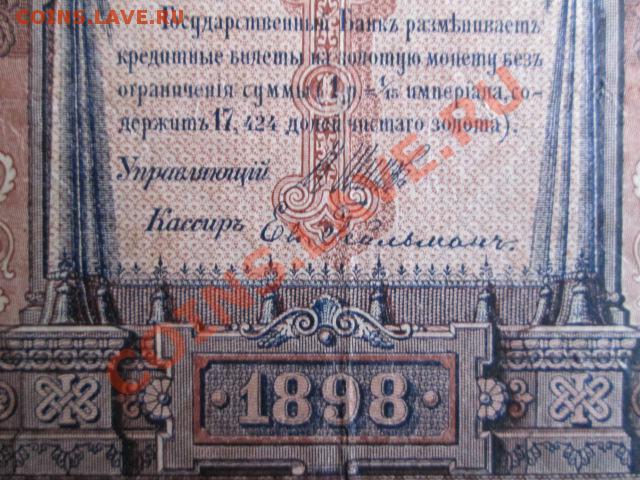 COINS.LAVE.RU
Государственный Банкъ размѣниваетъ
кредитные билеты на золотую монету безъ
ограниченія суммы (1 р. = 1/15 имперіала, со-
держитъ 17,424 долей чистаго золота).
Управляющій
Кассиръ
COINS.LAVE.RU
· 1898 ·